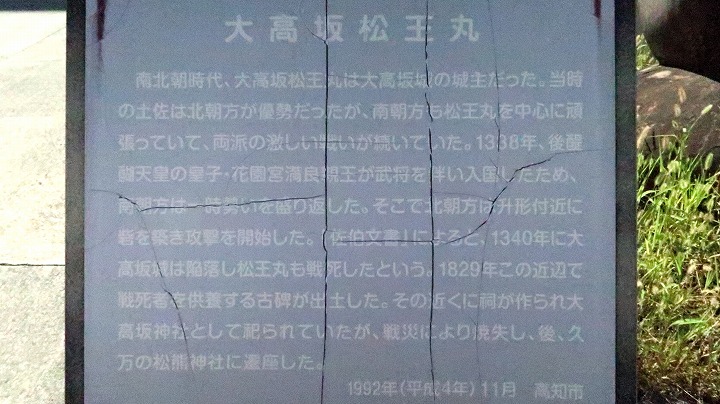 大高坂松王丸
南北朝時代、大高坂松王丸は大高坂城の城主だった。当時
の土佐は北朝方が優勢だったが、南朝方も松王丸を中心に頑
張っていて、両派の激しい戦いが続いていた。1338年、後醍
醐天皇の皇子・花園宮満良親王が武将を伴い入国したため、
南朝方は一時勢いを盛り返した。そこで北朝方は升形付近に
砦を築き攻撃を開始した。「佐伯文書」によると、1340年に大
高坂城は陥落し松王丸も戦死したという。1829年この近辺で
戦死者を供養する古碑が出土した。その近くに祠が作られ大
高坂神社として祀られていたが、戦災により焼失し、後、久
万の松熊神社に遷座した。
1992年(平成4年)11月 高知市